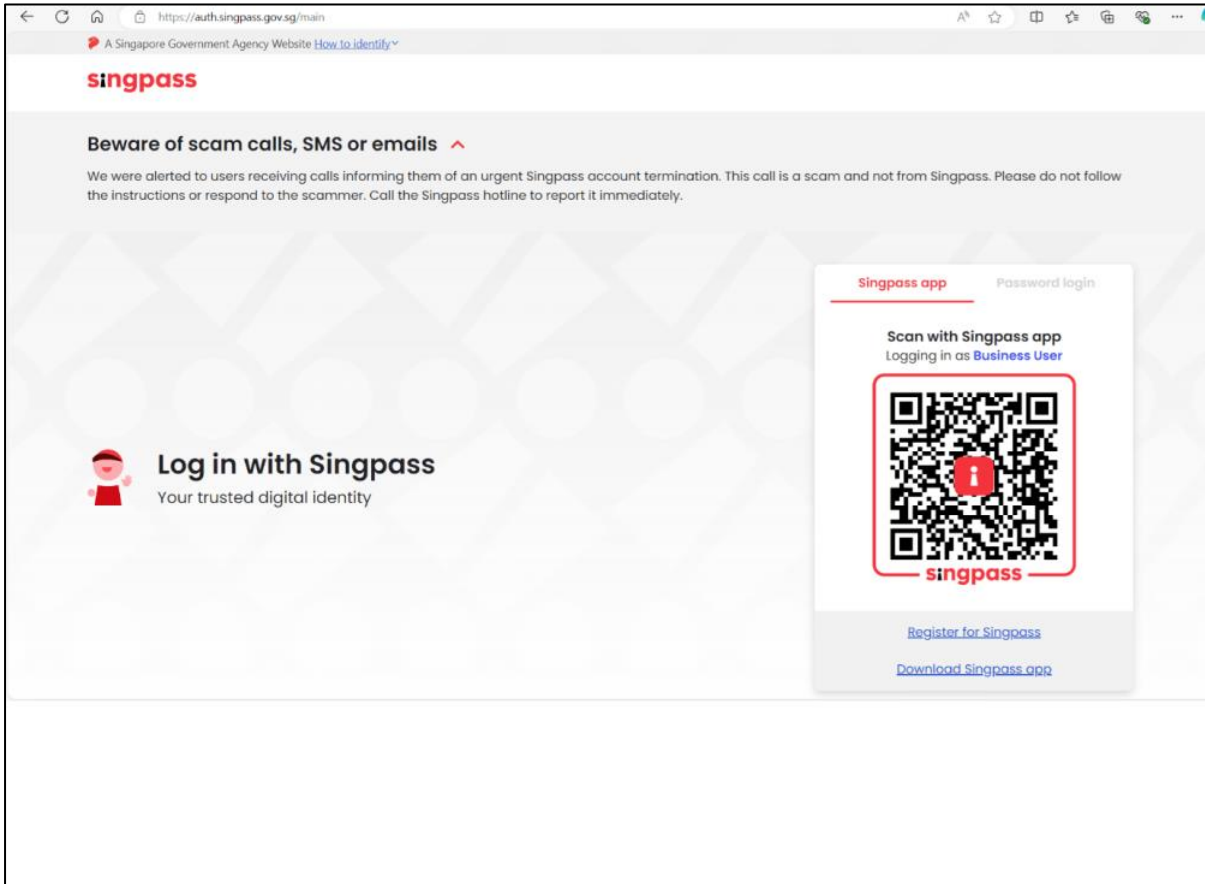 https://auth.singpass.gov.sg/main
A Singapore Government Agency Website How to identify
singpass
Beware of scam calls, SMS or emails
We were alerted to users receiving calls informing them of an urgent Singpass account termination. This call is a scam and not from Singpass. Please do not follow
the instructions or respond to the scammer. Call the Singpass hotline to report it immediately.
Singpass app Password login
Scan with Singpass app
Logging in as Business User
singpass
Log in with Singpass
Your trusted digital identity
Register for Singpass
Download Singpass app